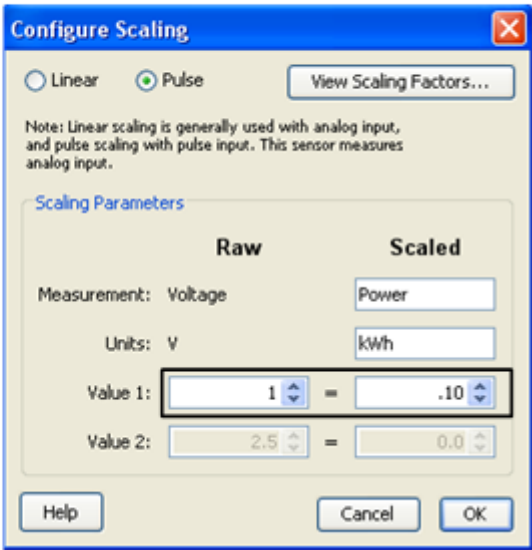 Configure Scaling
Linear Pulse View Scaling Factors...
Note: Linear scaling is generally used with analog input,
and pulse scaling with pulse input. This sensor measures
analog input.
Scaling Parameters
Raw Scaled
Measurement: Voltage Power
Units: V kWh
Value 1: 1 = .10
Value 2: 2.5 = 0.0
Help Cancel OK